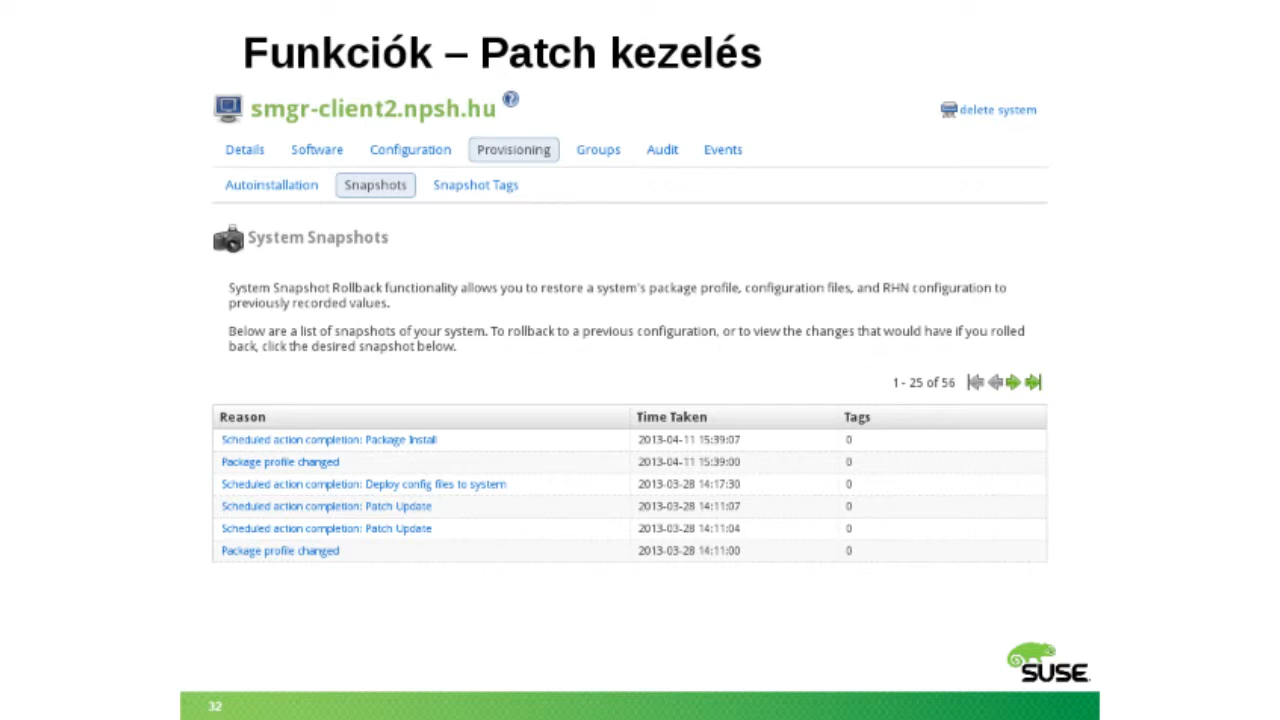 Funkciók – Patch kezelés
smgr-client2.npsh.hu ?
delete system
Details Software Configuration Provisioning Groups Audit Events
Autoinstallation Snapshots Snapshot Tags
System Snapshots
System Snapshot Rollback functionality allows you to restore a system's package profile, configuration files, and RHN configuration to
previously recorded values.
Below are a list of snapshots of your system. To rollback to a previous configuration, or to view the changes that would have if you rolled
back, click the desired snapshot below.
1 - 25 of 56
Reason Time Taken Tags
Scheduled action completion: Package Install 2013-04-11 15:39:07 0
Package profile changed 2013-04-11 15:39:00 0
Scheduled action completion: Deploy config files to system 2013-03-28 14:17:30 0
Scheduled action completion: Patch Update 2013-03-28 14:11:07 0
Scheduled action completion: Patch Update 2013-03-28 14:11:04 0
Package profile changed 2013-03-28 14:11:00 0
SUSE.
32